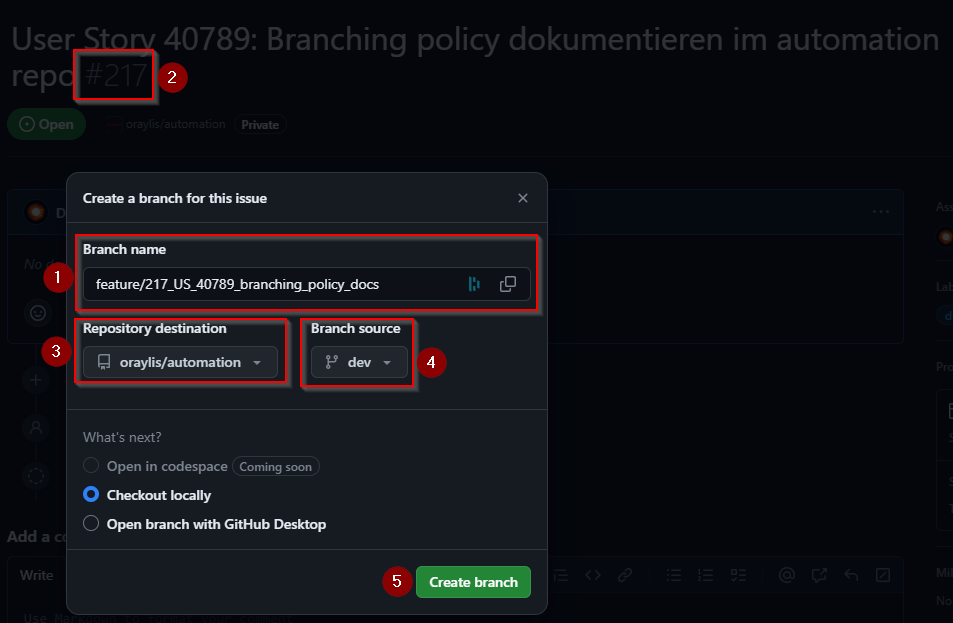 User Story 40789: Branching policy dokumentieren im automation
repo #217
2
Open
oraylis/automation
Private
Create a branch for this issue
Branch name
1
feature/217_US_40789_branching_policy_docs
Repository destination
Branch source
3
oraylis/automation
dev
4
What's next?
Open in codespace Coming soon
Checkout locally
Open branch with GitHub Desktop
Add a
Write
5
Create branch
Use Markdown to format your comment